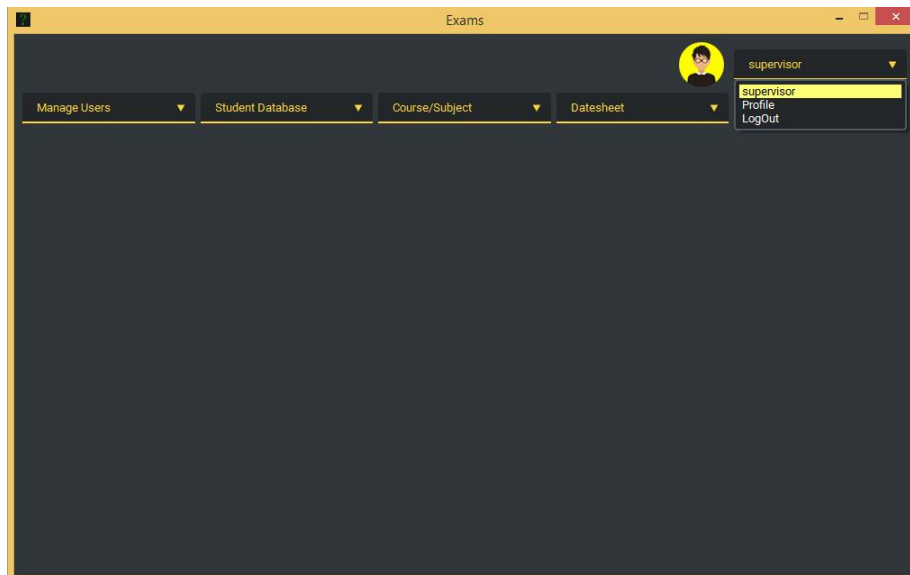 Exams
supervisor
Manage Users
Student Database
Course/Subject
Datesheet
supervisor
Profile
LogOut